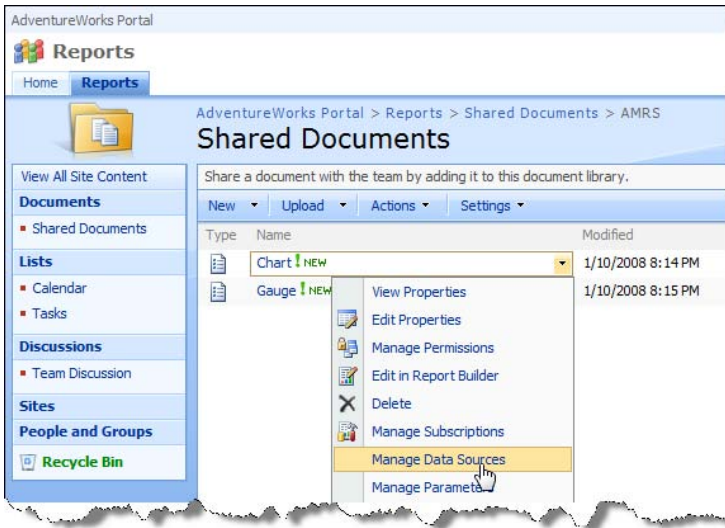 AdventureWorks Portal
Reports
Home Reports
AdventureWorks Portal > Reports > Shared Documents > AMRS
Shared Documents
View All Site Content
Documents
Shared Documents
Lists
Calendar
Tasks
Discussions
Team Discussion
Sites
People and Groups
Recycle Bin
Share a document with the team by adding it to this document library.
New Upload Actions Settings
Type Name Modified
Chart ! NEW 1/10/2008 8:14 PM
Gauge ! NEW 1/10/2008 8:15 PM
View Properties
Edit Properties
Manage Permissions
Edit in Report Builder
Delete
Manage Subscriptions
Manage Data Sources
Manage Parameters